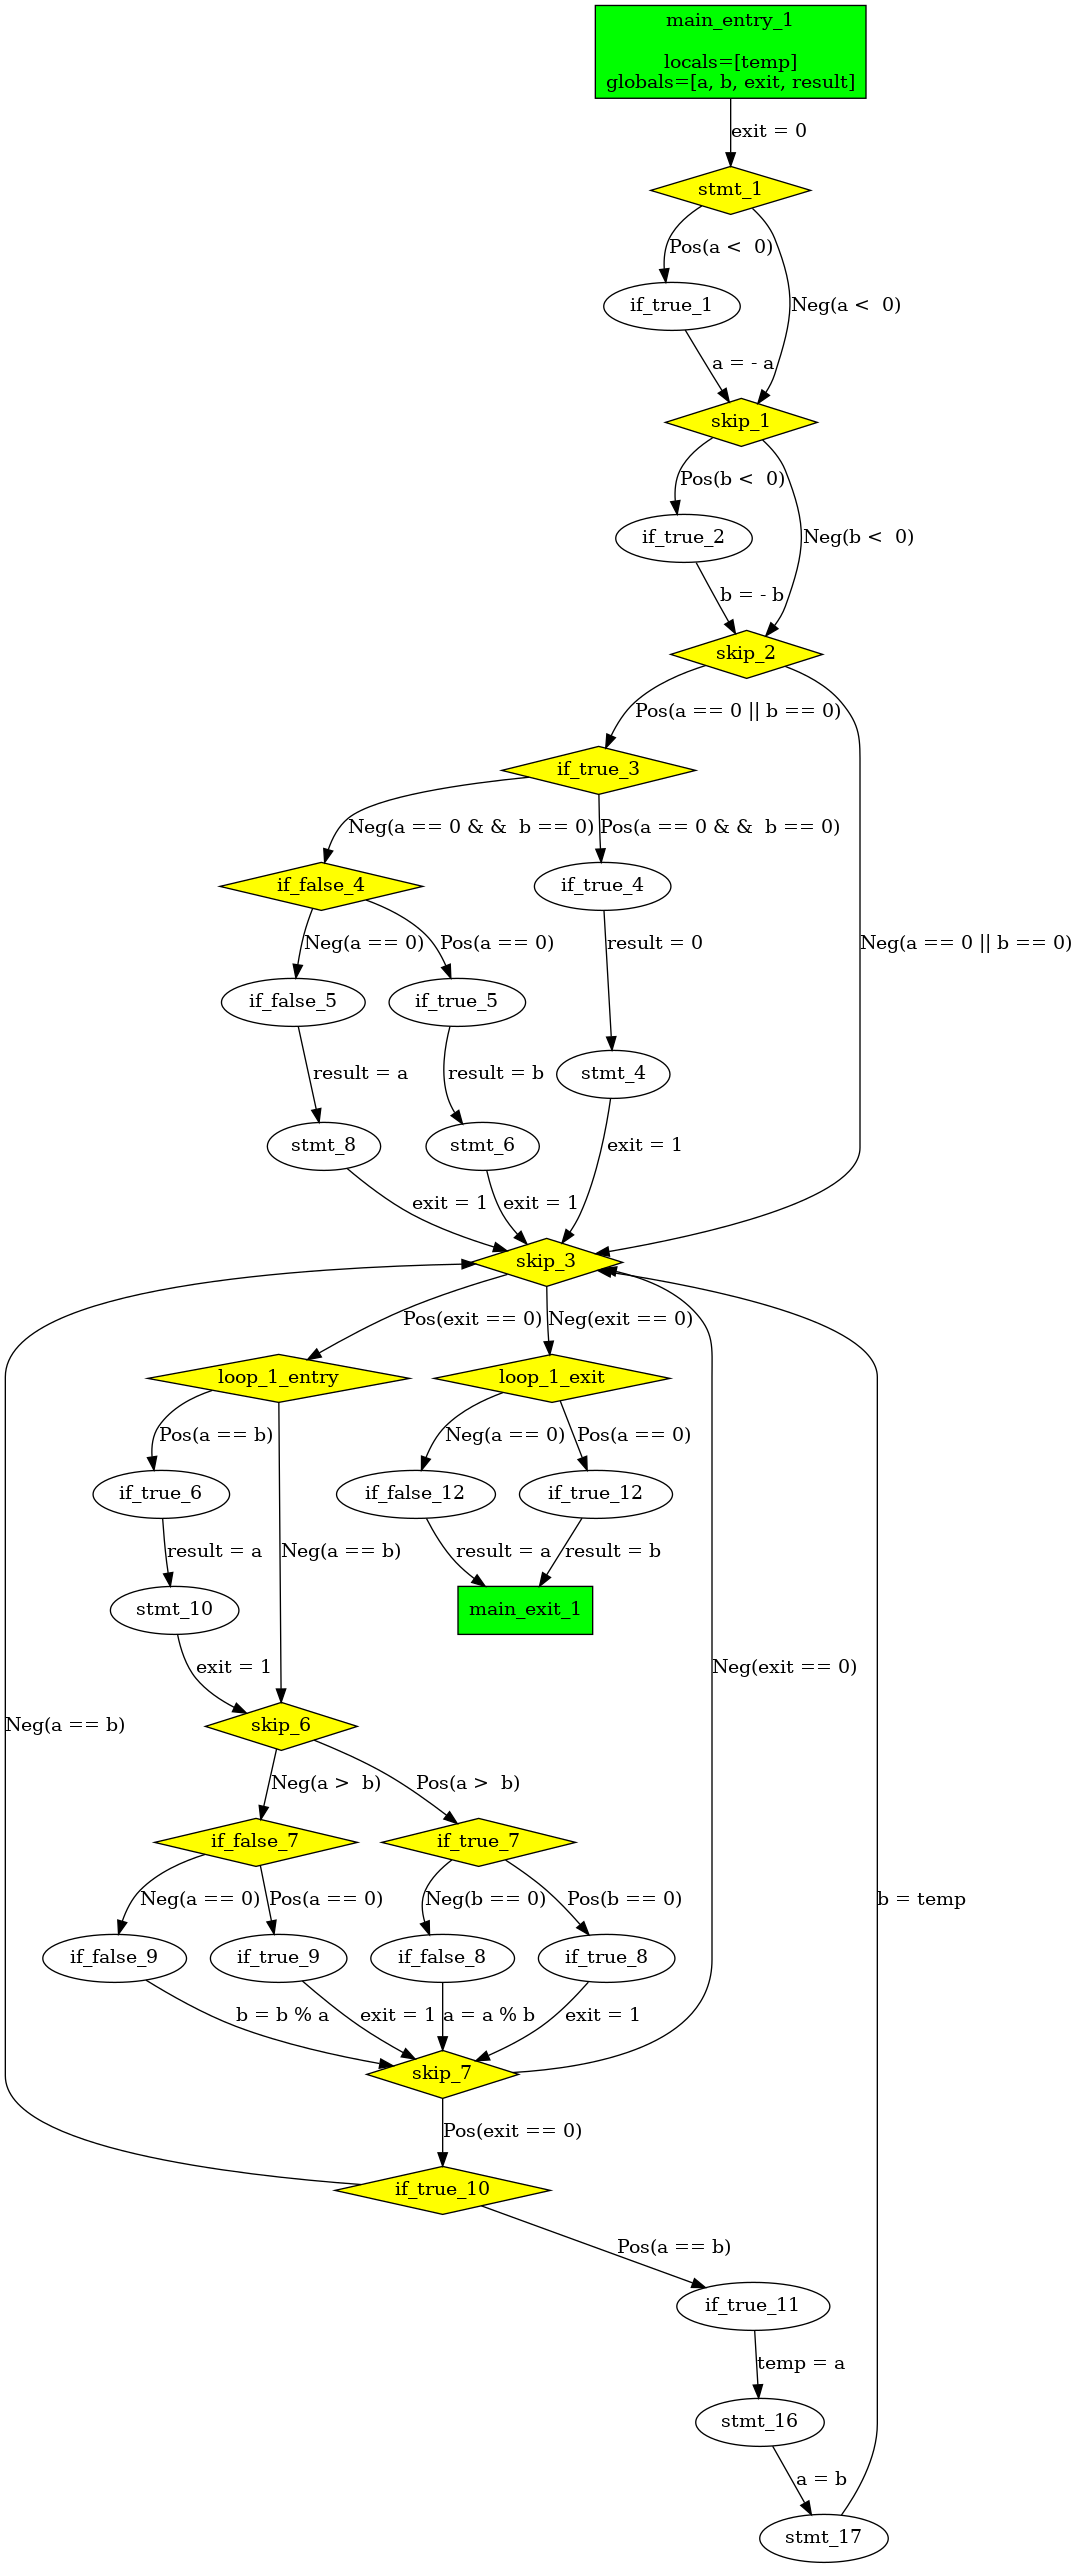 main_entry_1
locals=[temp]
globals=[a, b, exit, result]
exit = 0
stmt_1
Pos(a <  0)
if_true_1
Neg(a <  0)
a = - a
skip_1
Pos(b <  0)
if_true_2
Neg(b <  0)
b = - b
skip_2
Pos(a == 0 || b == 0)
if_true_3
Neg(a == 0 & &  b == 0)
Pos(a == 0 & &  b == 0)
if_false_4
if_true_4
Neg(a == 0)
Pos(a == 0)
result = 0
Neg(a == 0 || b == 0)
if_false_5
if_true_5
result = a
result = b
stmt_4
stmt_8
stmt_6
exit = 1
exit = 1
exit = 1
skip_3
Pos(exit == 0)
Neg(exit == 0)
loop_1_entry
loop_1_exit
Pos(a == b)
Neg(a == 0)
Pos(a == 0)
if_true_6
if_false_12
if_true_12
result = a
Neg(a == b)
result = a
result = b
stmt_10
main_exit_1
exit = 1
Neg(exit == 0)
Neg(a == b)
skip_6
Neg(a >  b)
Pos(a >  b)
if_false_7
if_true_7
Neg(a == 0)
Pos(a == 0)
Neg(b == 0)
Pos(b == 0)
b = temp
if_false_9
if_true_9
if_false_8
if_true_8
b = b % a
exit = 1
a = a % b
exit = 1
skip_7
Pos(exit == 0)
if_true_10
Pos(a == b)
if_true_11
temp = a
stmt_16
a = b
stmt_17